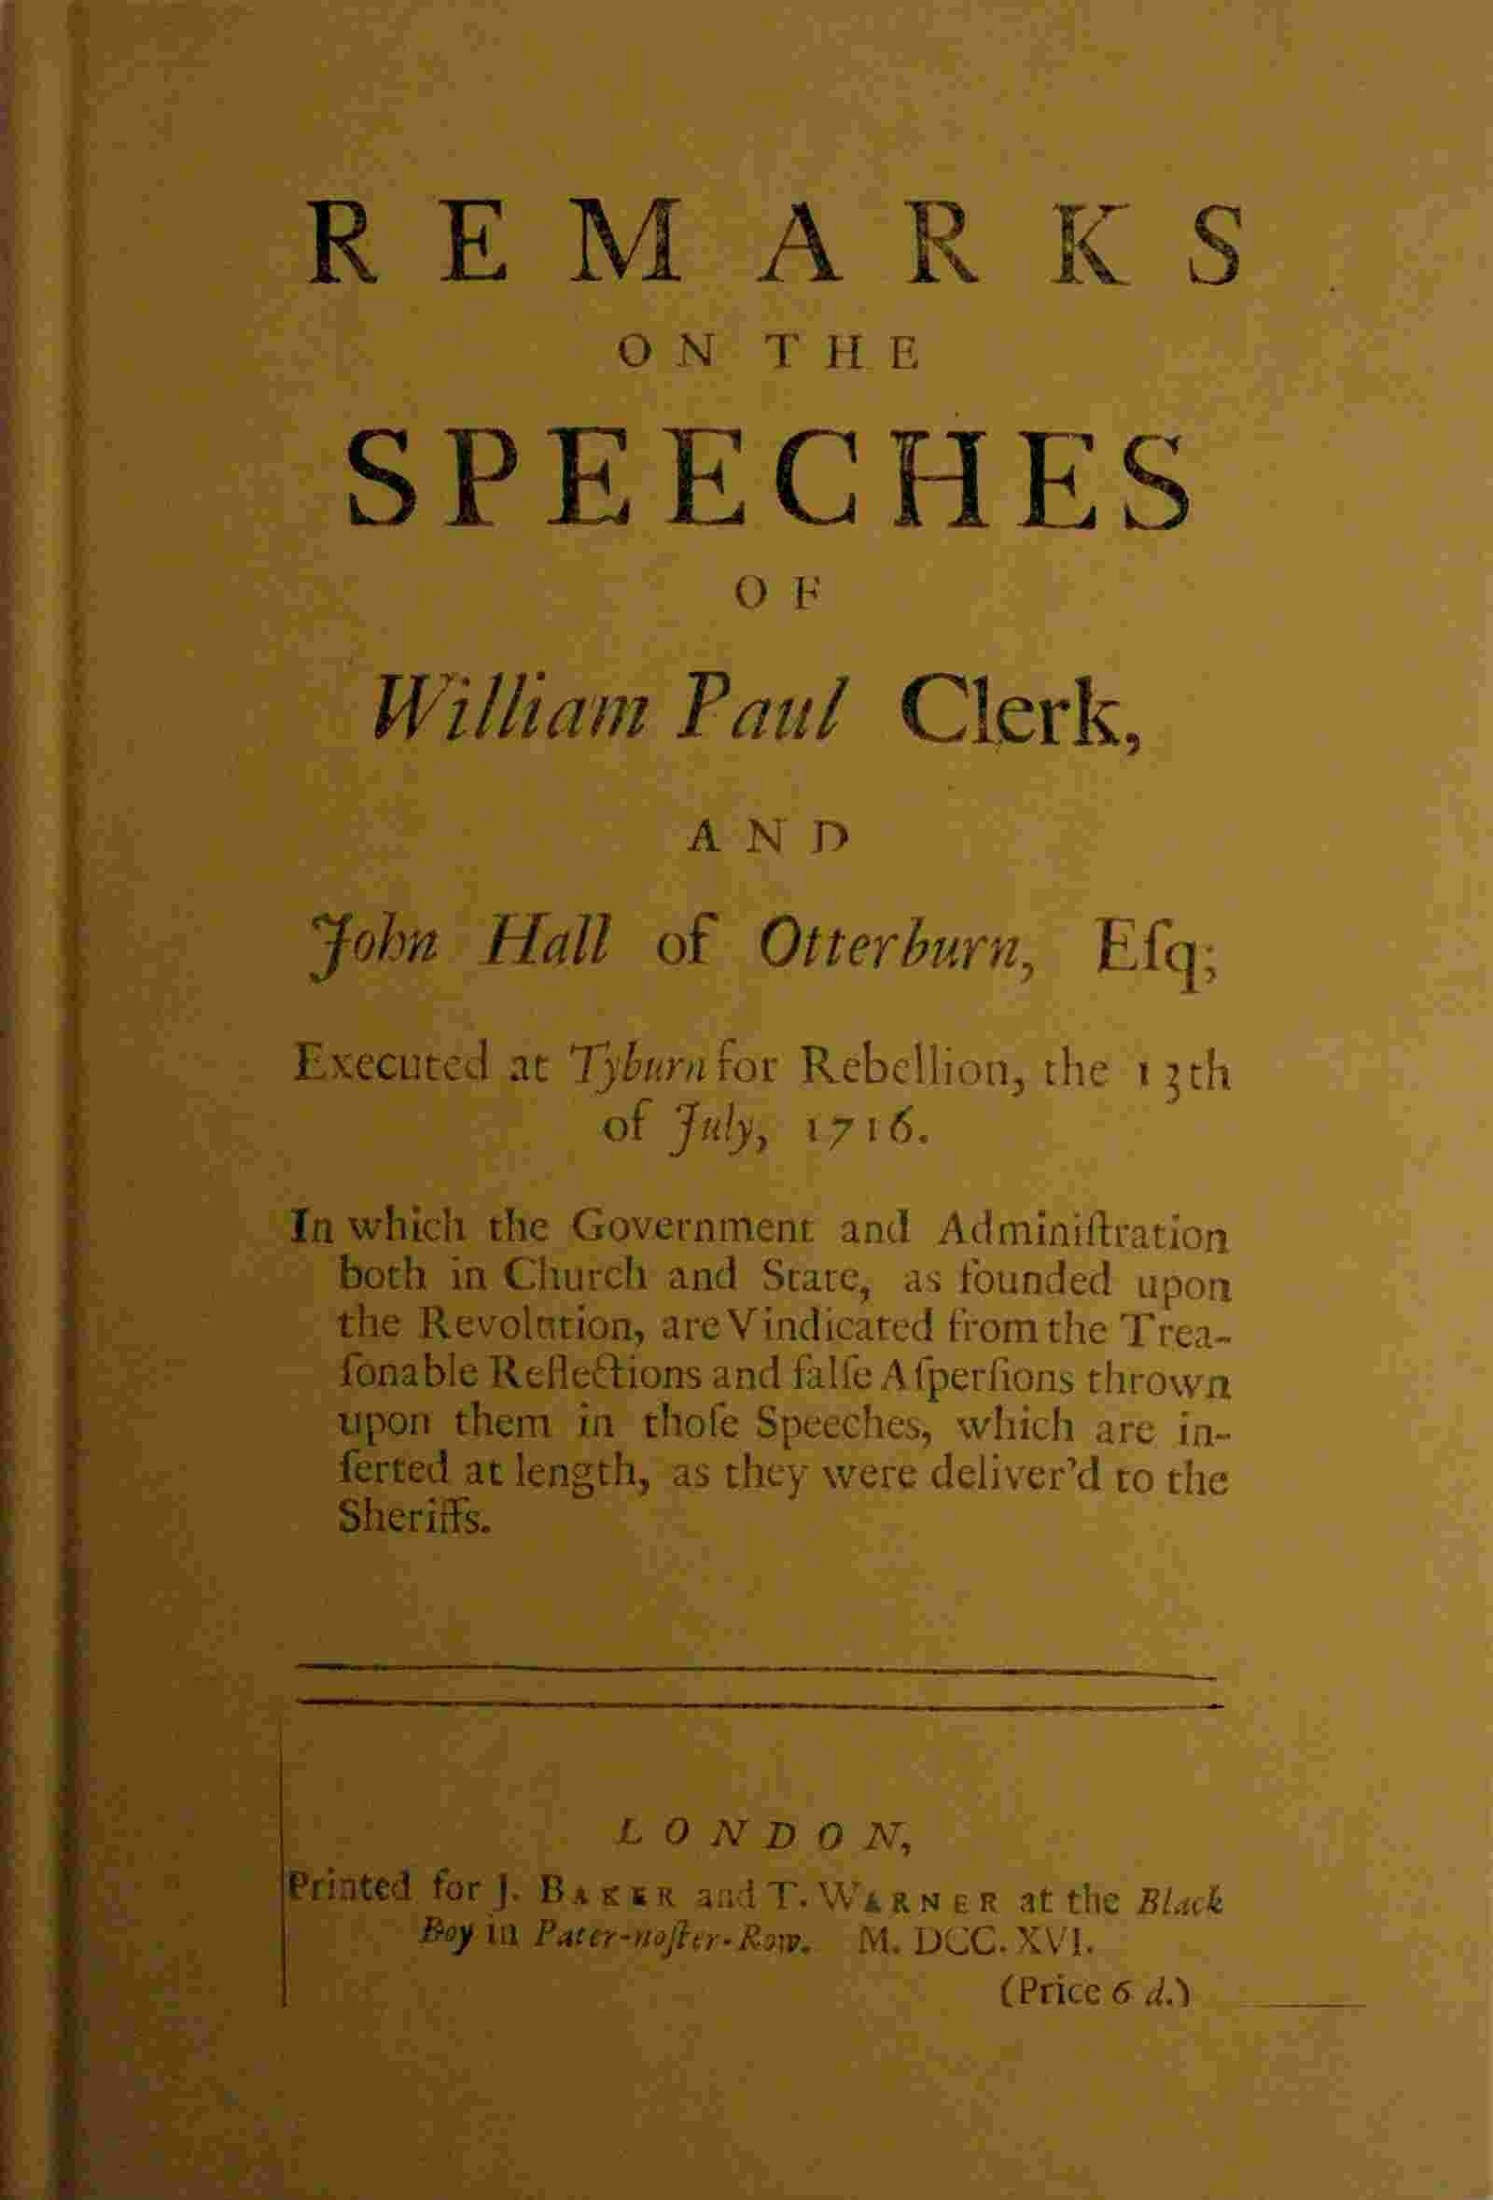 REMARKS
ON THE
SPEECHES
OF
William Paul Clerk,
AND
John Hall of Otterburn, Eſq;
Executed at Tyburn for Rebellion, the 13th
of July, 1716.
In which the Government and Adminiſtration
both in Church and State, as founded upon
the Revolution, are Vindicated from the Trea-
ſonable Reflections and falſe Aſperſions thrown
upon them in thoſe Speeches, which are in-
ſerted at length, as they were deliver'd to the
Sheriffs.
LONDON,
Printed for J. BAKER and T. WARNER at the Black
Boy in Pater-noſter-Row. M. DCC. XVI.
(Price 6 d.)